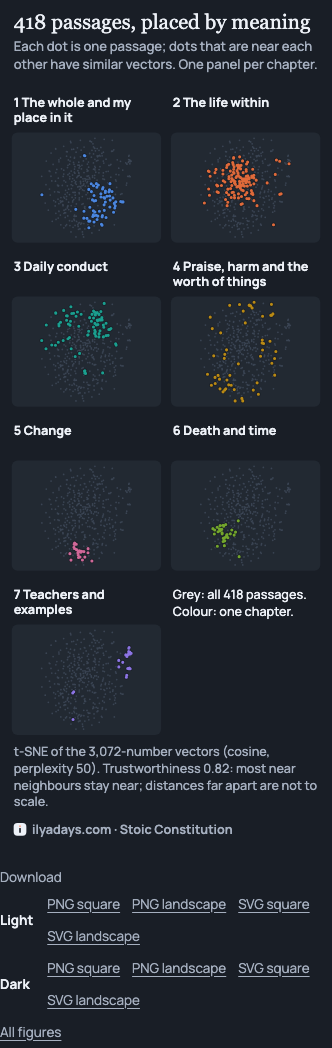 418 passages, placed by meaning
Each dot is one passage; dots that are near each
other have similar vectors. One panel per chapter.
1 The whole and my
place in it
2 The life within
3 Daily conduct
4 Praise, harm and the
worth of things
5 Change
6 Death and time
7 Teachers and
examples
Grey: all 418 passages.
Colour: one chapter.
t-SNE of the 3,072-number vectors (cosine,
perplexity 50). Trustworthiness 0.82: most near
neighbours stay near; distances far apart are not to
scale.
ilyadays.com · Stoic Constitution
Download
Light
PNG square PNG landscape SVG square
SVG landscape
Dark
PNG square PNG landscape SVG square
SVG landscape
All figures